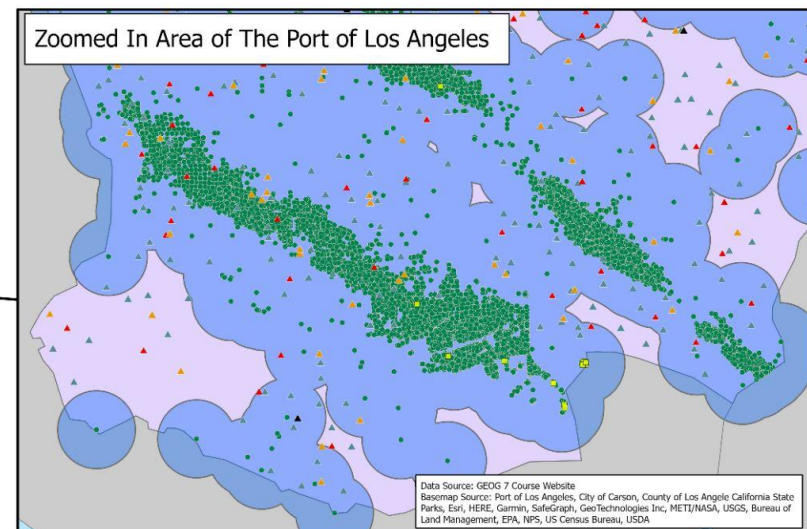 Zoomed In Area of The Port of Los Angeles
Data Source: GEOG 7 Course Website
Basemap Source: Port of Los Angeles, City of Carson, County of Los Angele California State
Parks, Esri, HERE, Garmin, SafeGraph, GeoTechnologies Inc, METI/NASA, USGS, Bureau of
Land Management, EPA, NPS, US Census Bureau, USDA